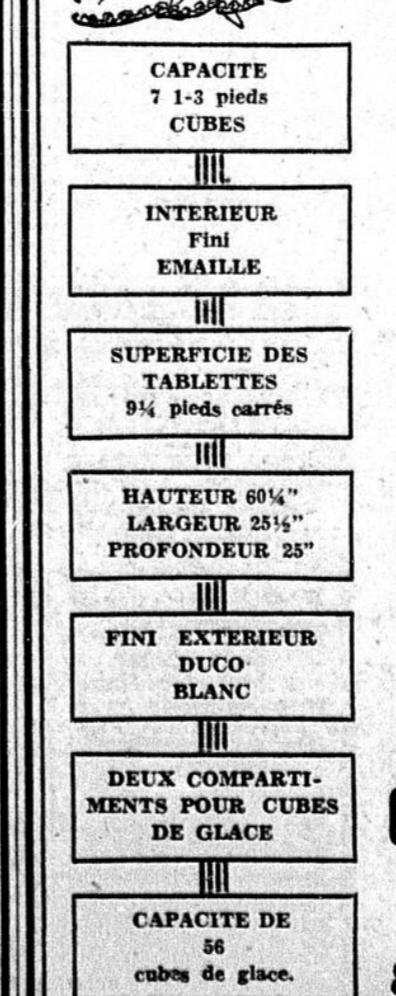 CAPACITE
7 1-3 pieds
CUBES
INTERIEUR
Fini
EMAILLE
SUPERFICIE DES
TABLETTES
9¼ pieds carrés
HAUTEUR 60¼"
LARGEUR 25½"
PROFONDEUR 25"
FINI EXTERIEUR
DUCO
BLANC
DEUX COMPARTI-
MENTS POUR CUBES
DE GLACE
CAPACITE DE
56
cubes de glace.